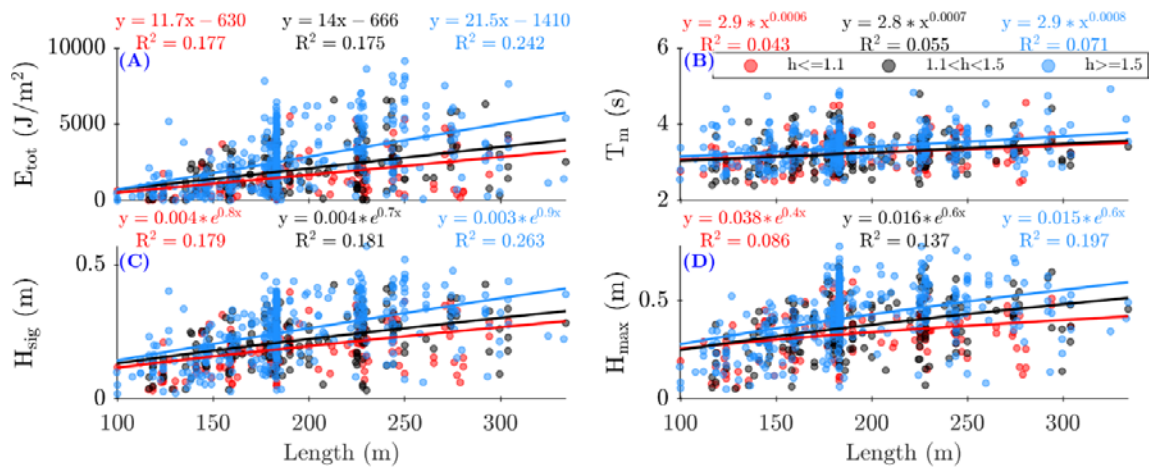 y = 11.7x − 630 y = 14x − 666 y = 21.5x − 1410
R² = 0.177 R² = 0.175 R² = 0.242
(A)
E_tot (J/m²)
10000
5000
0
y = 2.9 * x^0.0006 y = 2.8 * x^0.0007 y = 2.9 * x^0.0008
R² = 0.043 R² = 0.055 R² = 0.071
(B)
h<=1.1 1.1<h<1.5 h>=1.5
T_m (s)
6
4
2
y = 0.004 * e^0.8x y = 0.004 * e^0.7x y = 0.003 * e^0.9x
R² = 0.179 R² = 0.181 R² = 0.263
(C)
H_sig (m)
0.5
0
100 150 200 250 300
Length (m)
y = 0.038 * e^0.4x y = 0.016 * e^0.6x y = 0.015 * e^0.6x
R² = 0.086 R² = 0.137 R² = 0.197
(D)
H_max (m)
0.5
0
100 150 200 250 300
Length (m)